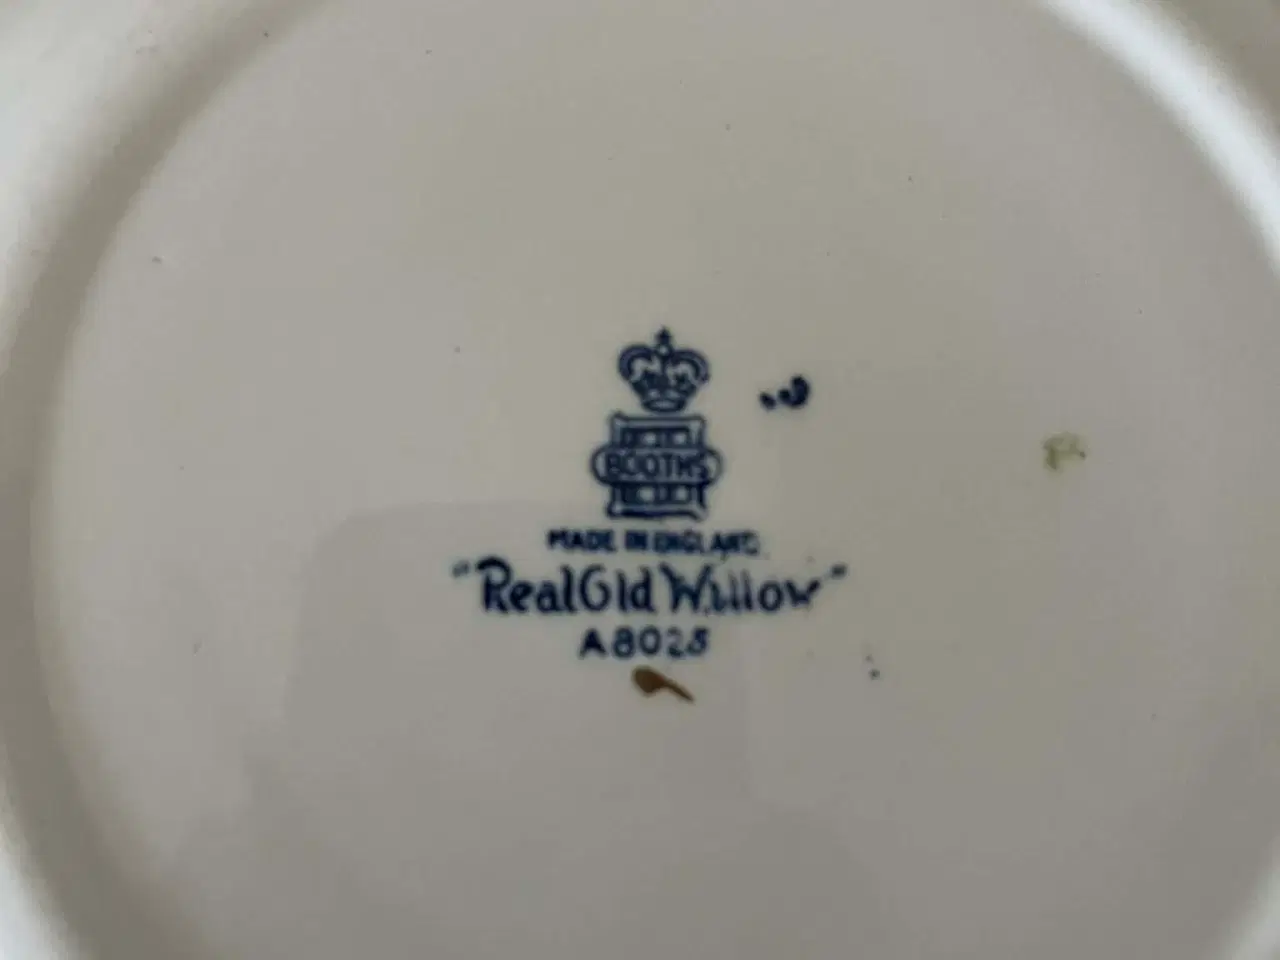 BOOTHS
MADE IN ENGLAND
"Real Old Willow"
A8025